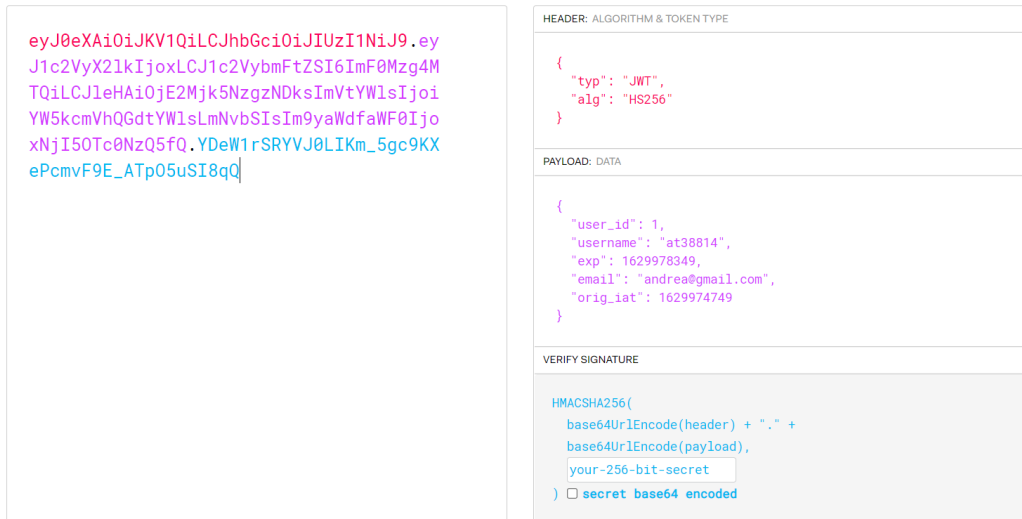 eyJ0eXAiOiJKV1QiLCJhbGciOiJIUzI1NiJ9.ey
J1c2VyX2lkIjoxLCJ1c2VybmFtZSI6ImF0Mzg4M
TQiLCJleHAiOjE2Mjk5NzgzNDksImVtYWlsIjoi
YW5kcmVhQGdtYWlsLmNvbSIsIm9yaWdfaWF0Ijo
xNjI5OTc0NzQ5fQ.YDeW1rSRYVJ0LIKm_5gc9KX
ePcmvF9E_ATpO5uSI8qQ
HEADER: ALGORITHM & TOKEN TYPE
{
"typ": "JWT",
"alg": "HS256"
}
PAYLOAD: DATA
{
"user_id": 1,
"username": "at38814",
"exp": 1629978349,
"email": "andrea@gmail.com",
"orig_iat": 1629974749
}
VERIFY SIGNATURE
HMACSHA256(
base64UrlEncode(header) + "." +
base64UrlEncode(payload),
your-256-bit-secret
) secret base64 encoded